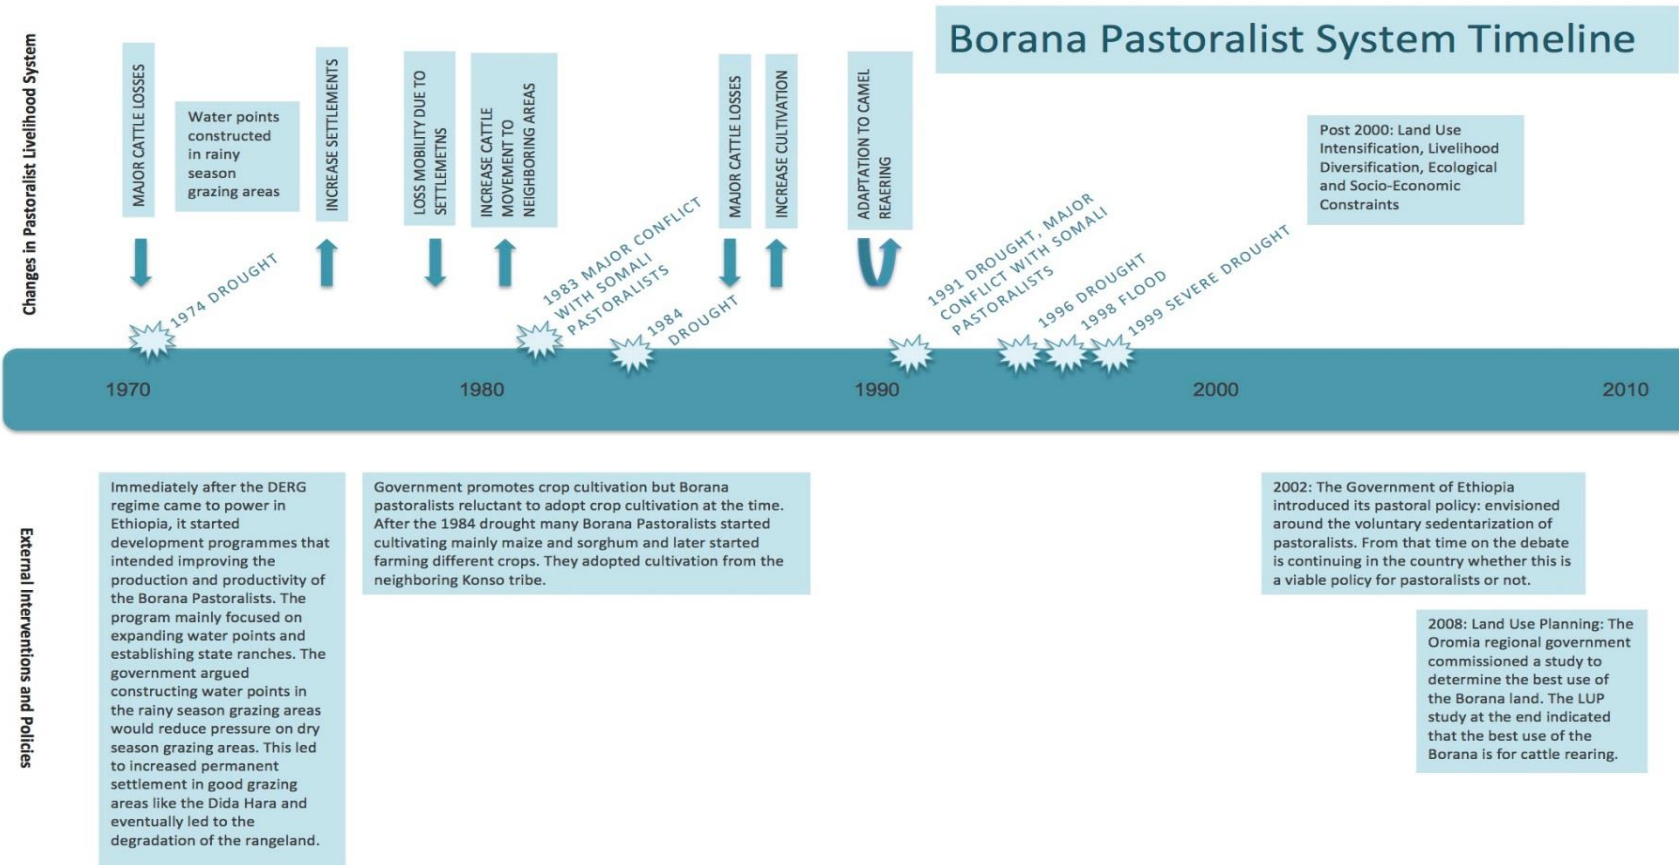 Borana Pastoralist System Timeline
Changes in Pastoralist Livelihood System
MAJOR CATTLE LOSSES
Water points
constructed
in rainy
season
grazing areas
INCREASE SETTLEMENTS
LOSS MOBILITY DUE TO
SETTLEMETNS
INCREASE CATTLE
MOVEMENT TO
NEIGHBORING AREAS
MAJOR CATTLE LOSSES
INCREASE CULTIVATION
ADAPTATION TO CAMEL
REAERING
Post 2000: Land Use
Intensification, Livelihood
Diversification, Ecological
and Socio-Economic
Constraints
1974 DROUGHT
1983 MAJOR CONFLICT
WITH SOMALI
PASTORALISTS
1984
DROUGHT
1991 DROUGHT, MAJOR
CONFLICT WITH SOMALI
PASTORALISTS
1996 DROUGHT
1998 FLOOD
1999 SEVERE DROUGHT
1970
1980
1990
2000
2010
External Interventions and Policies
Immediately after the DERG
regime came to power in
Ethiopia, it started
development programmes that
intended improving the
production and productivity of
the Borana Pastoralists. The
program mainly focused on
expanding water points and
establishing state ranches. The
government argued
constructing water points in
the rainy season grazing areas
would reduce pressure on dry
season grazing areas. This led
to increased permanent
settlement in good grazing
areas like the Dida Hara and
eventually led to the
degradation of the rangeland.
Government promotes crop cultivation but Borana
pastoralists reluctant to adopt crop cultivation at the time.
After the 1984 drought many Borana Pastoralists started
cultivating mainly maize and sorghum and later started
farming different crops. They adopted cultivation from the
neighboring Konso tribe.
2002: The Government of Ethiopia
introduced its pastoral policy: envisioned
around the voluntary sedentarization of
pastoralists. From that time on the debate
is continuing in the country whether this is
a viable policy for pastoralists or not.
2008: Land Use Planning: The
Oromia regional government
commissioned a study to
determine the best use of
the Borana land. The LUP
study at the end indicated
that the best use of the
Borana is for cattle rearing.